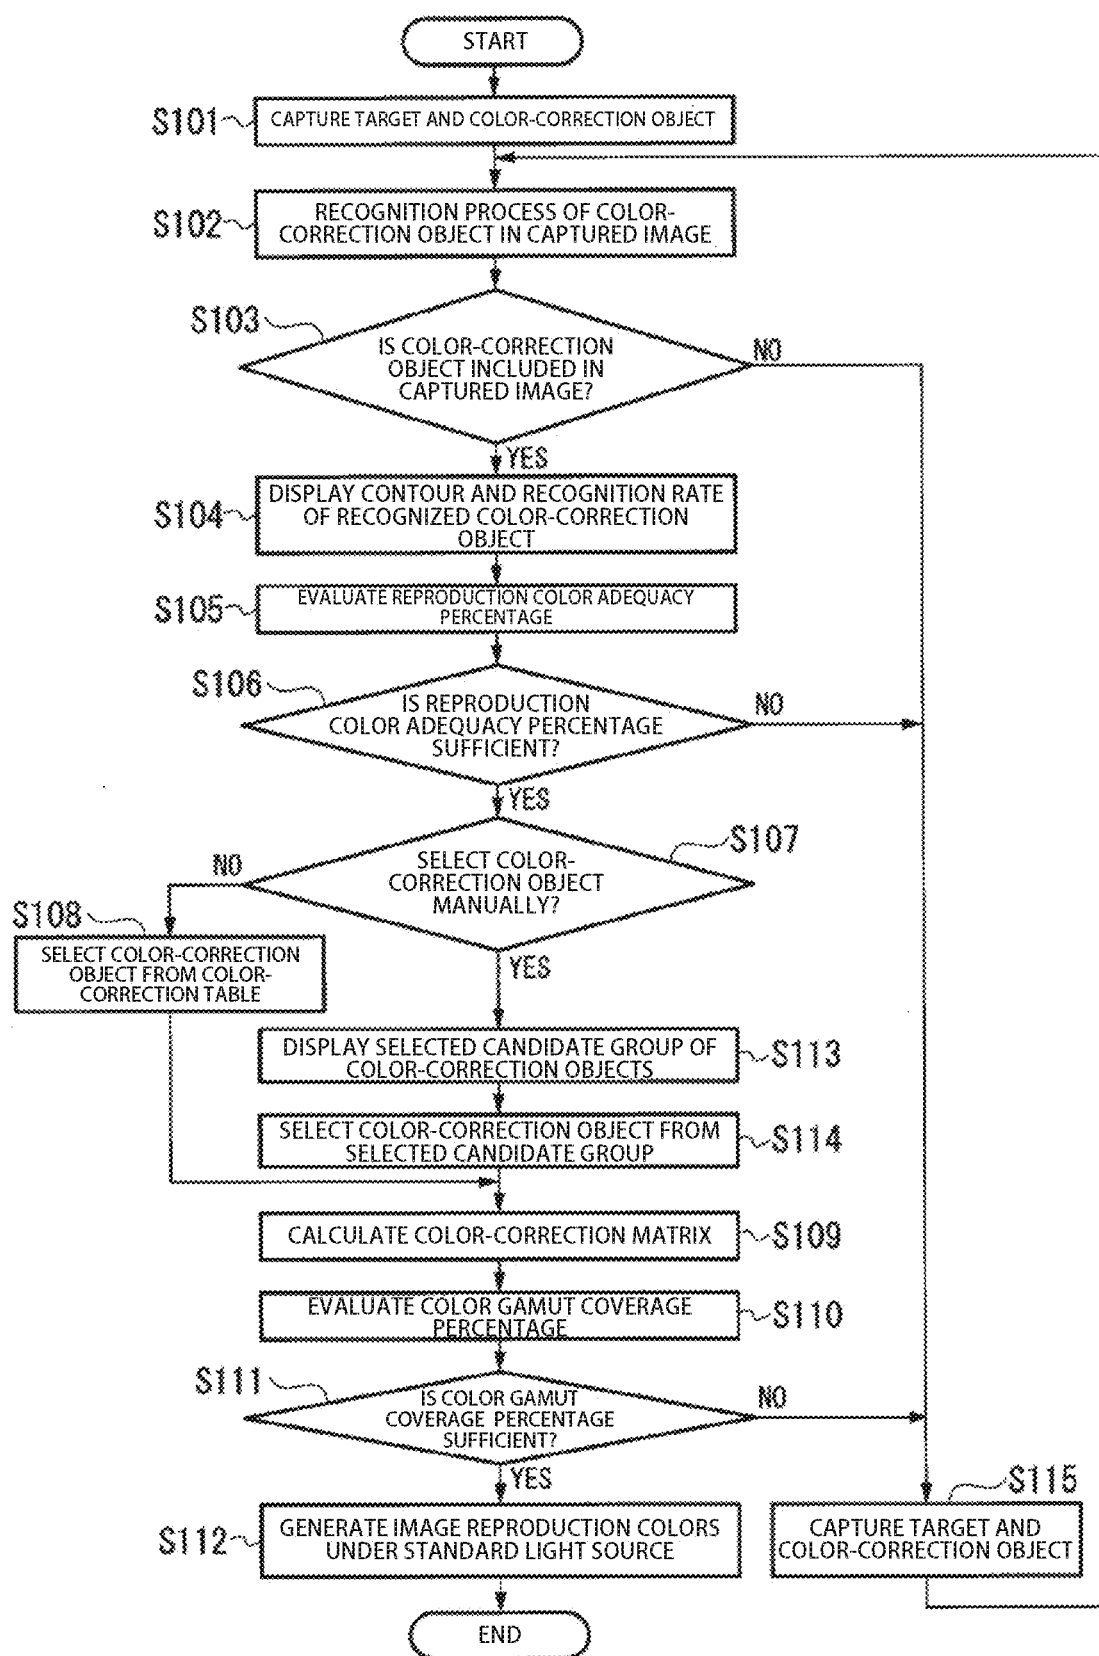 START
S101
CAPTURE TARGET AND COLOR-CORRECTION OBJECT
S102
RECOGNITION PROCESS OF COLOR-
CORRECTION OBJECT IN CAPTURED IMAGE
S103
IS COLOR-CORRECTION
OBJECT INCLUDED IN
CAPTURED IMAGE?
NO
YES
S104
DISPLAY CONTOUR AND RECOGNITION RATE
OF RECOGNIZED COLOR-CORRECTION
OBJECT
S105
EVALUATE REPRODUCTION COLOR ADEQUACY
PERCENTAGE
S106
IS REPRODUCTION
COLOR ADEQUACY PERCENTAGE
SUFFICIENT?
NO
YES
S107
SELECT COLOR-
CORRECTION OBJECT
MANUALLY?
NO
YES
S108
SELECT COLOR-CORRECTION
OBJECT FROM COLOR-
CORRECTION TABLE
DISPLAY SELECTED CANDIDATE GROUP OF
COLOR-CORRECTION OBJECTS
S113
SELECT COLOR-CORRECTION OBJECT FROM
SELECTED CANDIDATE GROUP
S114
CALCULATE COLOR-CORRECTION MATRIX
S109
EVALUATE COLOR GAMUT COVERAGE
PERCENTAGE
S110
S111
IS COLOR GAMUT
COVERAGE PERCENTAGE
SUFFICIENT?
NO
YES
S112
GENERATE IMAGE REPRODUCTION COLORS
UNDER STANDARD LIGHT SOURCE
S115
CAPTURE TARGET AND
COLOR-CORRECTION OBJECT
END